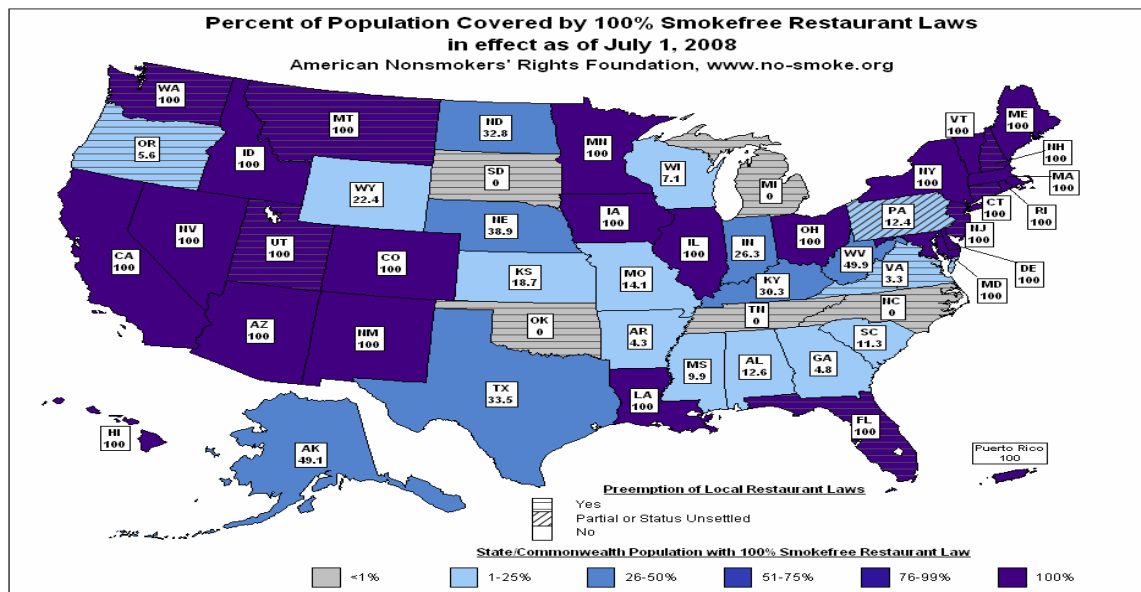 Percent of Population Covered by 100% Smokefree Restaurant Laws
in effect as of July 1, 2008
American Nonsmokers' Rights Foundation, www.no-smoke.org
WA
100
MT
100
ND
32.8
MN
100
VT
100
ME
100
OR
5.6
ID
100
SD
0
WI
7.1
MI
0
NY
100
NH
100
MA
100
WY
22.4
IA
100
NE
38.9
PA
12.4
CT
100
RI
100
NV
100
UT
100
CO
100
IL
100
IN
26.3
OH
100
WV
49.9
NJ
100
CA
100
KS
18.7
MO
14.1
KY
30.3
VA
3.3
DE
100
MD
100
AZ
100
NM
100
OK
0
AR
4.3
TN
0
NC
0
SC
11.3
TX
33.5
LA
100
MS
9.9
AL
12.6
GA
4.8
FL
100
HI
100
AK
49.1
Puerto Rico
100
Preemption of Local Restaurant Laws
Yes
Partial or Status Unsettled
No
State/Commonwealth Population with 100% Smokefree Restaurant Law
<1% 1-25% 26-50% 51-75% 76-99% 100%